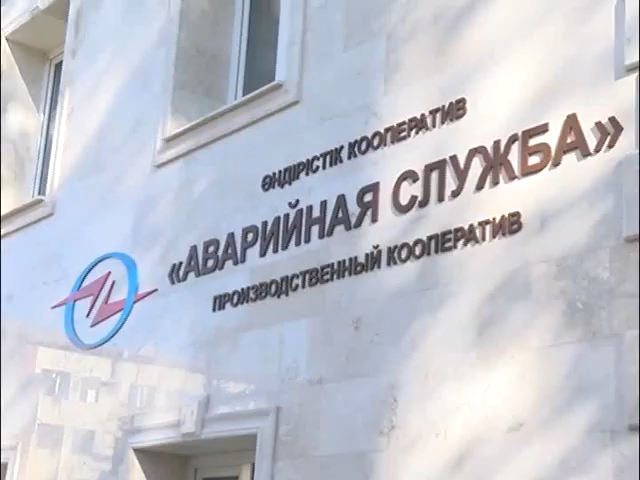 ӨНДІРІСТІК КООПЕРАТИВ
«АВАРИЙНАЯ СЛУЖБА»
ПРОИЗВОДСТВЕННЫЙ КООПЕРАТИВ